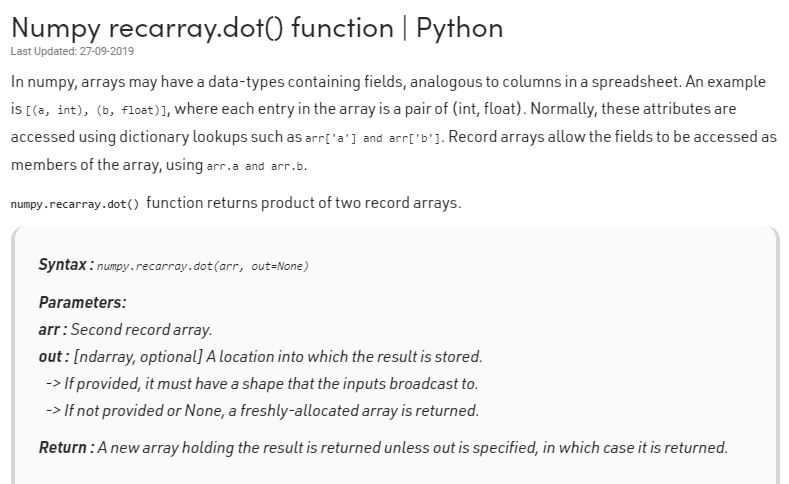 Numpy recarray.dot() function | Python
Last Updated: 27-09-2019
In numpy, arrays may have a data-types containing fields, analogous to columns in a spreadsheet. An example
is [(a, int), (b, float)], where each entry in the array is a pair of (int, float). Normally, these attributes are
accessed using dictionary lookups such as arr['a'] and arr['b']. Record arrays allow the fields to be accessed as
members of the array, using arr.a and arr.b.
numpy.recarray.dot() function returns product of two record arrays.
Syntax : numpy.recarray.dot(arr, out=None)
Parameters:
arr : Second record array.
out : [ndarray, optional] A location into which the result is stored.
-> If provided, it must have a shape that the inputs broadcast to.
-> If not provided or None, a freshly-allocated array is returned.
Return : A new array holding the result is returned unless out is specified, in which case it is returned.